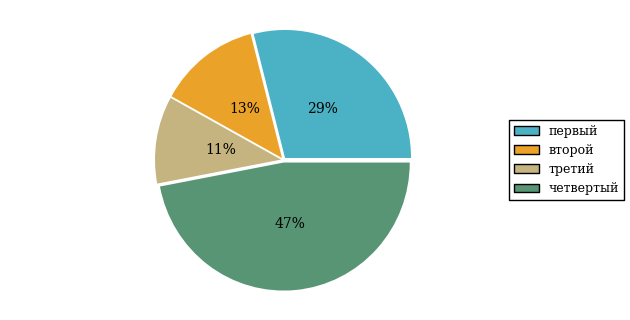 29%
13%
11%
47%
первый
второй
третий
четвертый